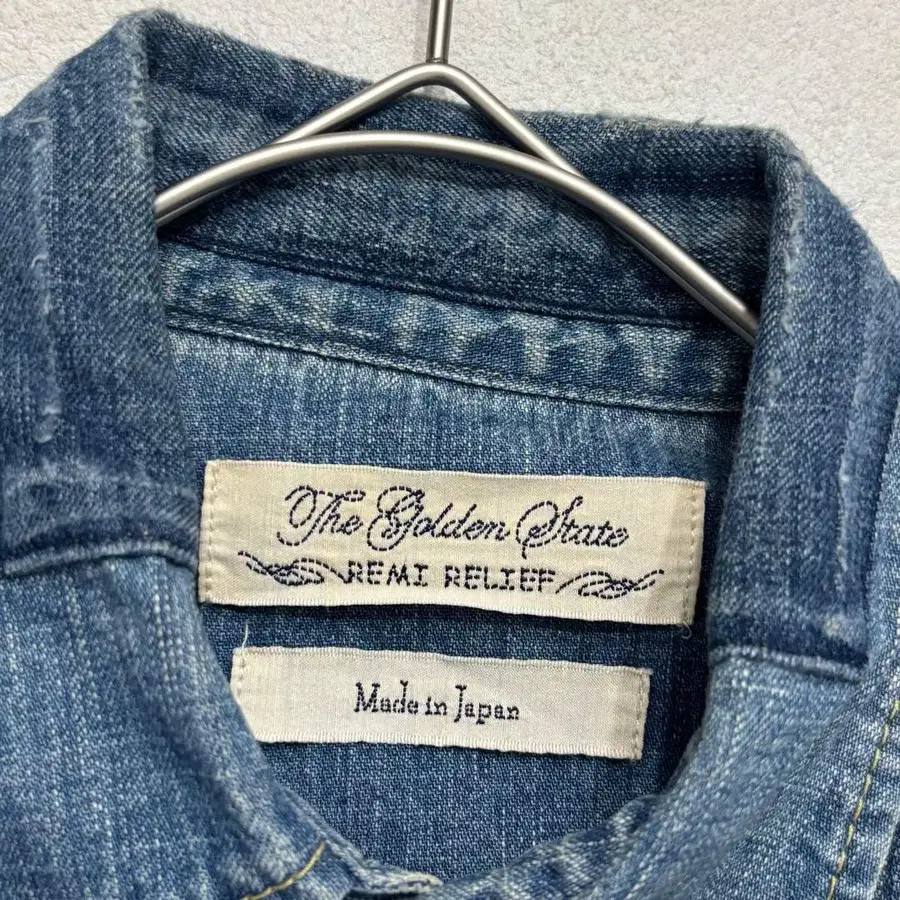 The Golden State
REMI RELIEF
Made in Japan